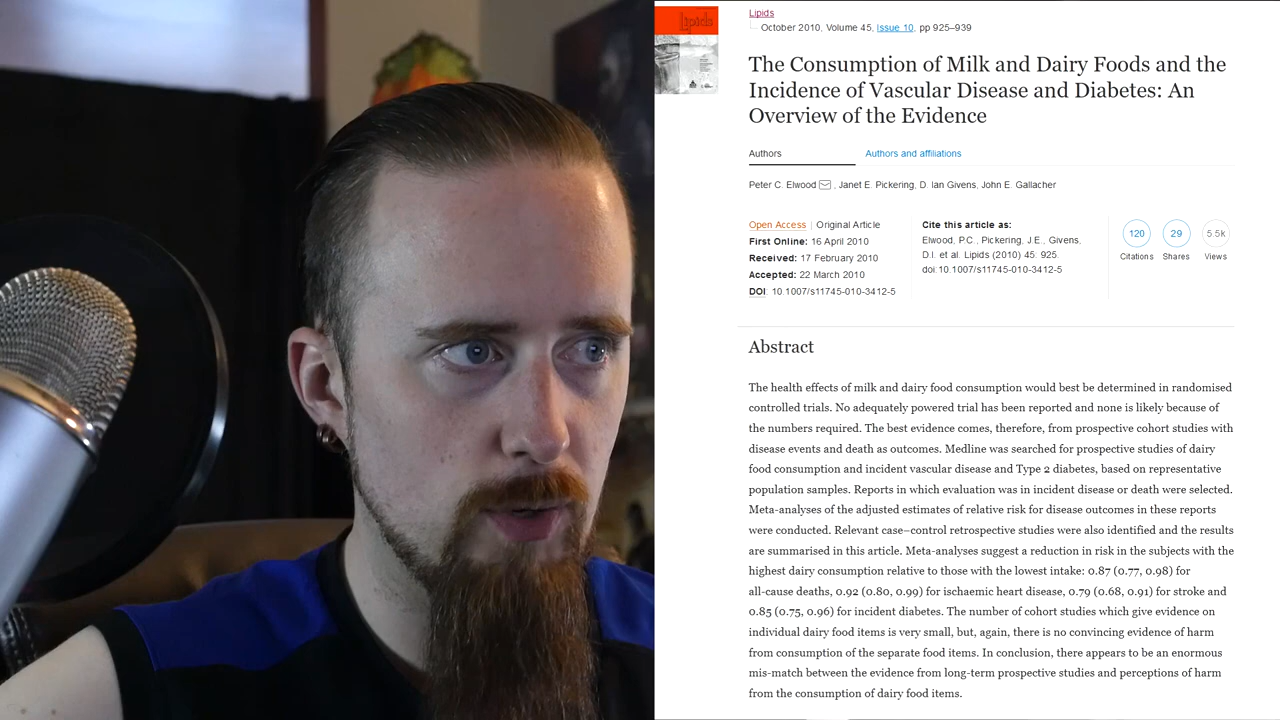 Lipids
Lipids
October 2010, Volume 45, Issue 10, pp 925–939
The Consumption of Milk and Dairy Foods and the
Incidence of Vascular Disease and Diabetes: An
Overview of the Evidence
Authors
Authors and affiliations
Peter C. Elwood , Janet E. Pickering, D. Ian Givens, John E. Gallacher
Open Access | Original Article
First Online: 16 April 2010
Received: 17 February 2010
Accepted: 22 March 2010
DOI: 10.1007/s11745-010-3412-5
Cite this article as:
Elwood, P.C., Pickering, J.E., Givens,
D.I. et al. Lipids (2010) 45: 925.
doi:10.1007/s11745-010-3412-5
120 29 5.5k
Citations Shares Views
Abstract
The health effects of milk and dairy food consumption would best be determined in randomised
controlled trials. No adequately powered trial has been reported and none is likely because of
the numbers required. The best evidence comes, therefore, from prospective cohort studies with
disease events and death as outcomes. Medline was searched for prospective studies of dairy
food consumption and incident vascular disease and Type 2 diabetes, based on representative
population samples. Reports in which evaluation was in incident disease or death were selected.
Meta-analyses of the adjusted estimates of relative risk for disease outcomes in these reports
were conducted. Relevant case–control retrospective studies were also identified and the results
are summarised in this article. Meta-analyses suggest a reduction in risk in the subjects with the
highest dairy consumption relative to those with the lowest intake: 0.87 (0.77, 0.98) for
all-cause deaths, 0.92 (0.80, 0.99) for ischaemic heart disease, 0.79 (0.68, 0.91) for stroke and
0.85 (0.75, 0.96) for incident diabetes. The number of cohort studies which give evidence on
individual dairy food items is very small, but, again, there is no convincing evidence of harm
from consumption of the separate food items. In conclusion, there appears to be an enormous
mis-match between the evidence from long-term prospective studies and perceptions of harm
from the consumption of dairy food items.